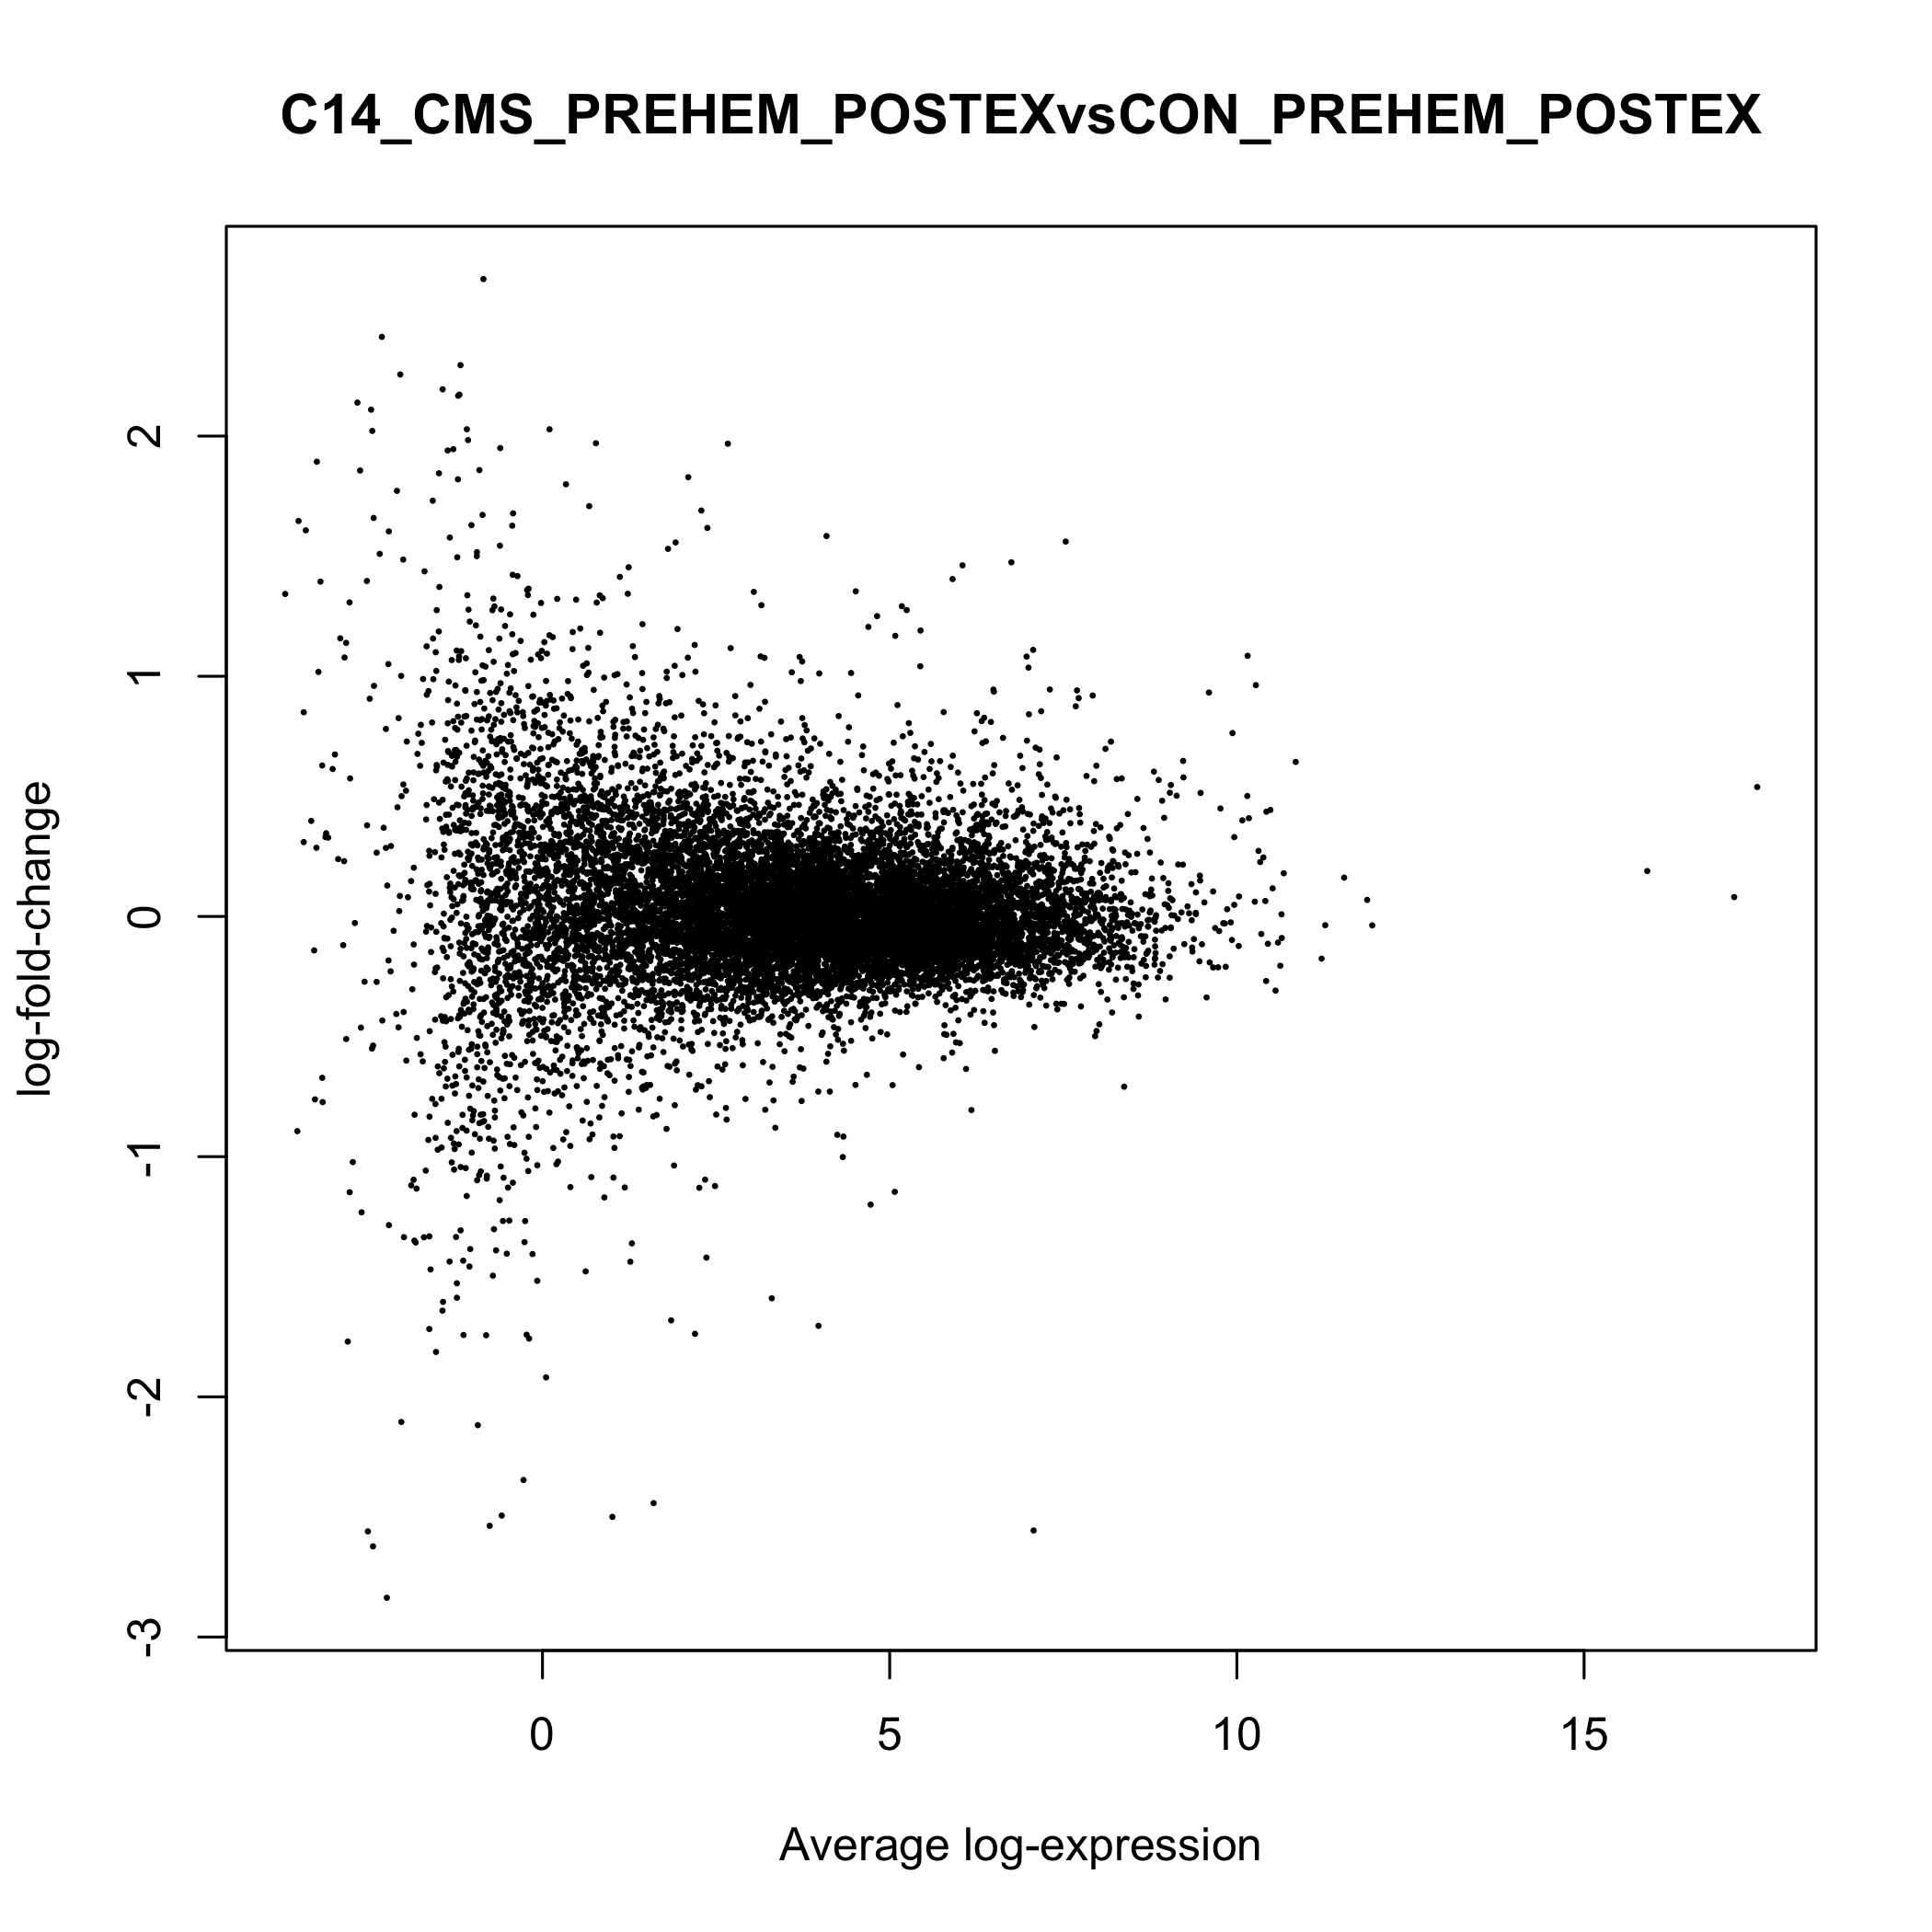 C14_CMS_PREHEM_POSTEXvsCON_PREHEM_POSTEX
log-fold-change
2
1
0
-1
-2
-3
0 5 10 15
Average log-expression